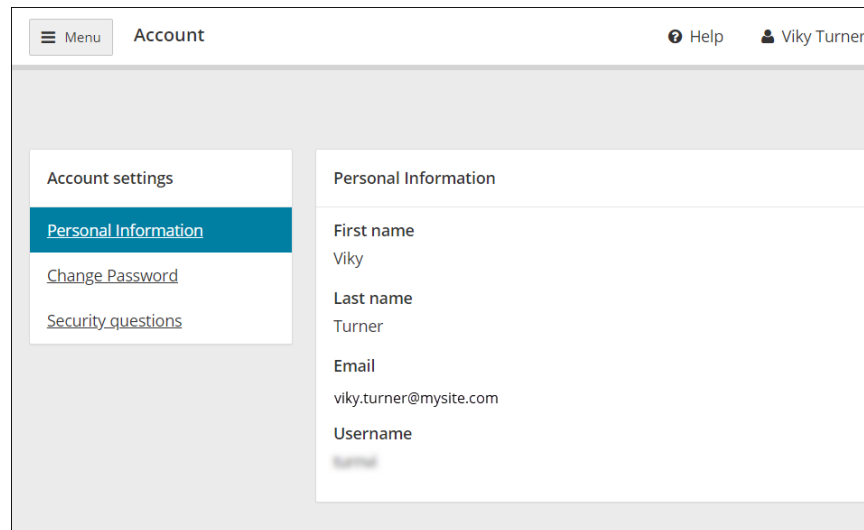 Menu
Account
Help
Viky Turner
Account settings
Personal Information
Change Password
Security questions
Personal Information
First name
Viky
Last name
Turner
Email
viky.turner@mysite.com
Username